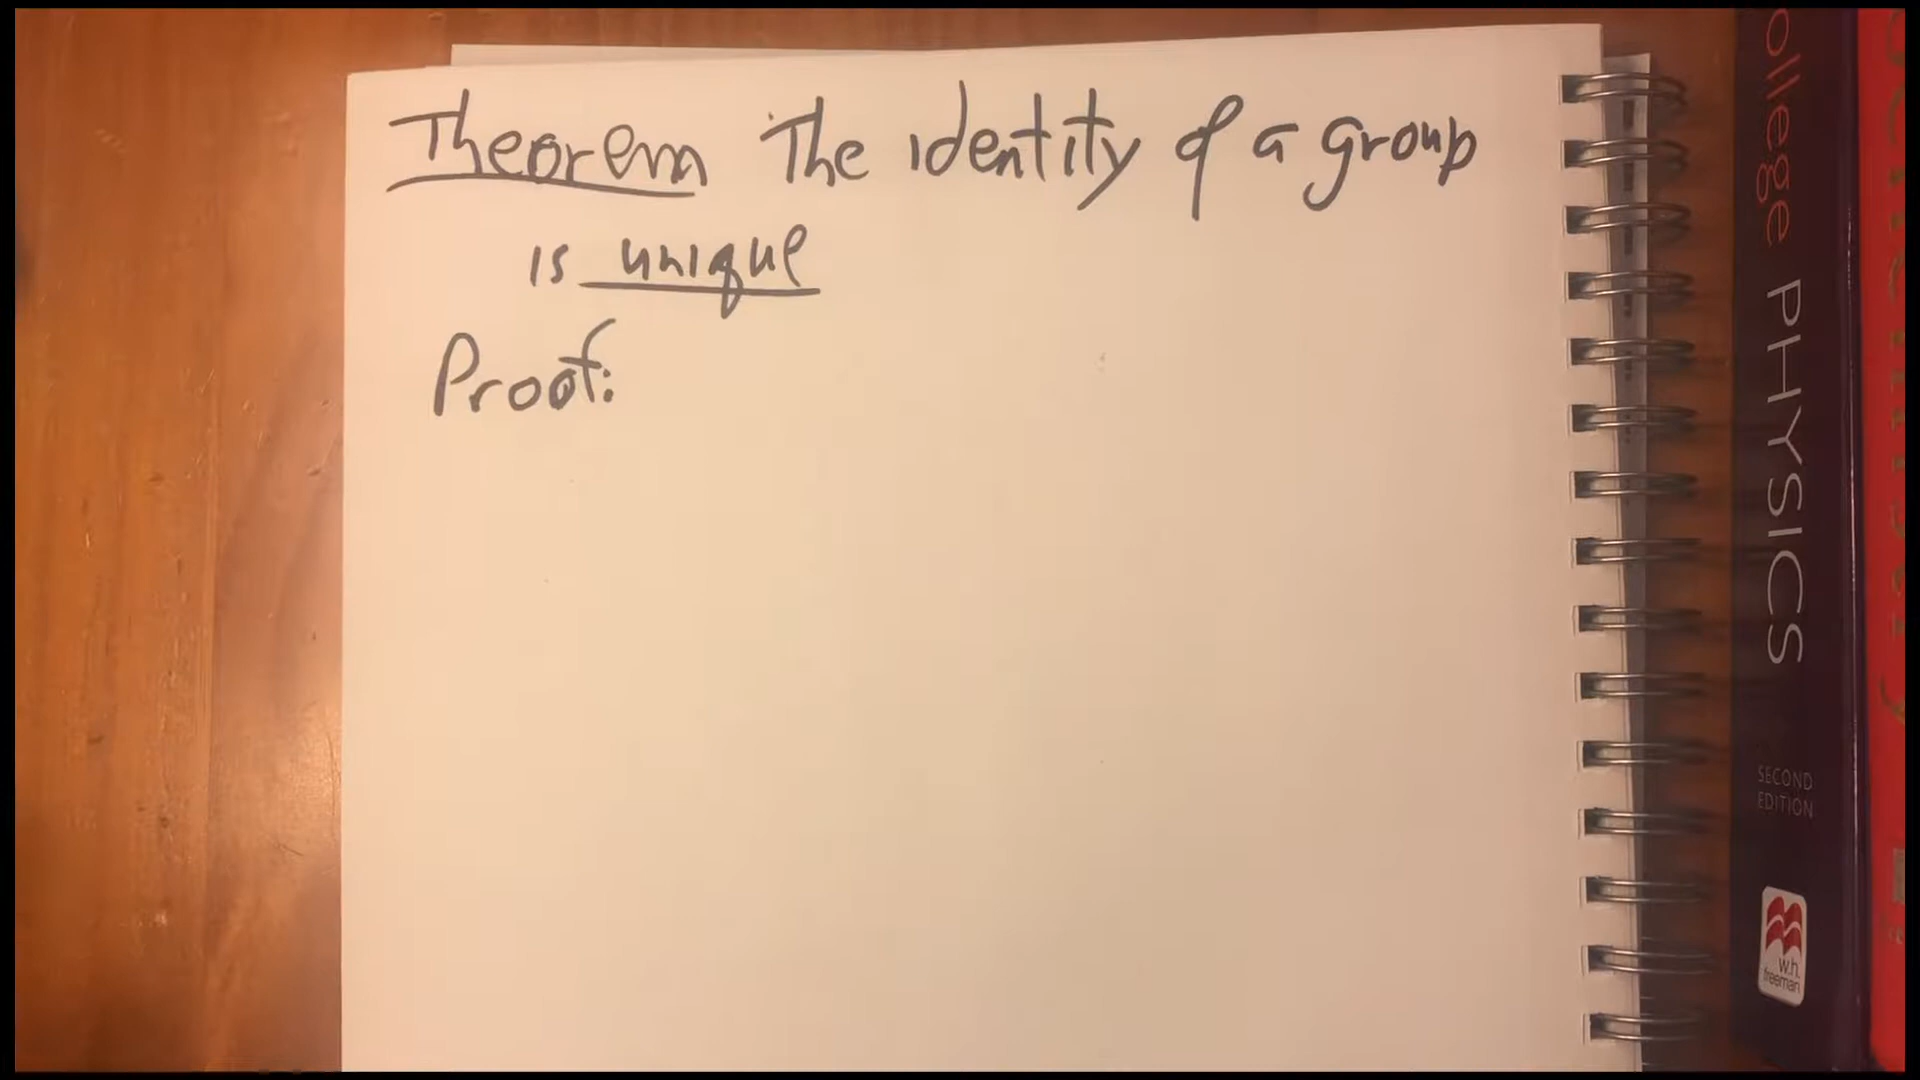 Theorem The identity of a group
is unique
Proof:
ollege PHYSICS
SECOND
EDITION
w.h.
freeman